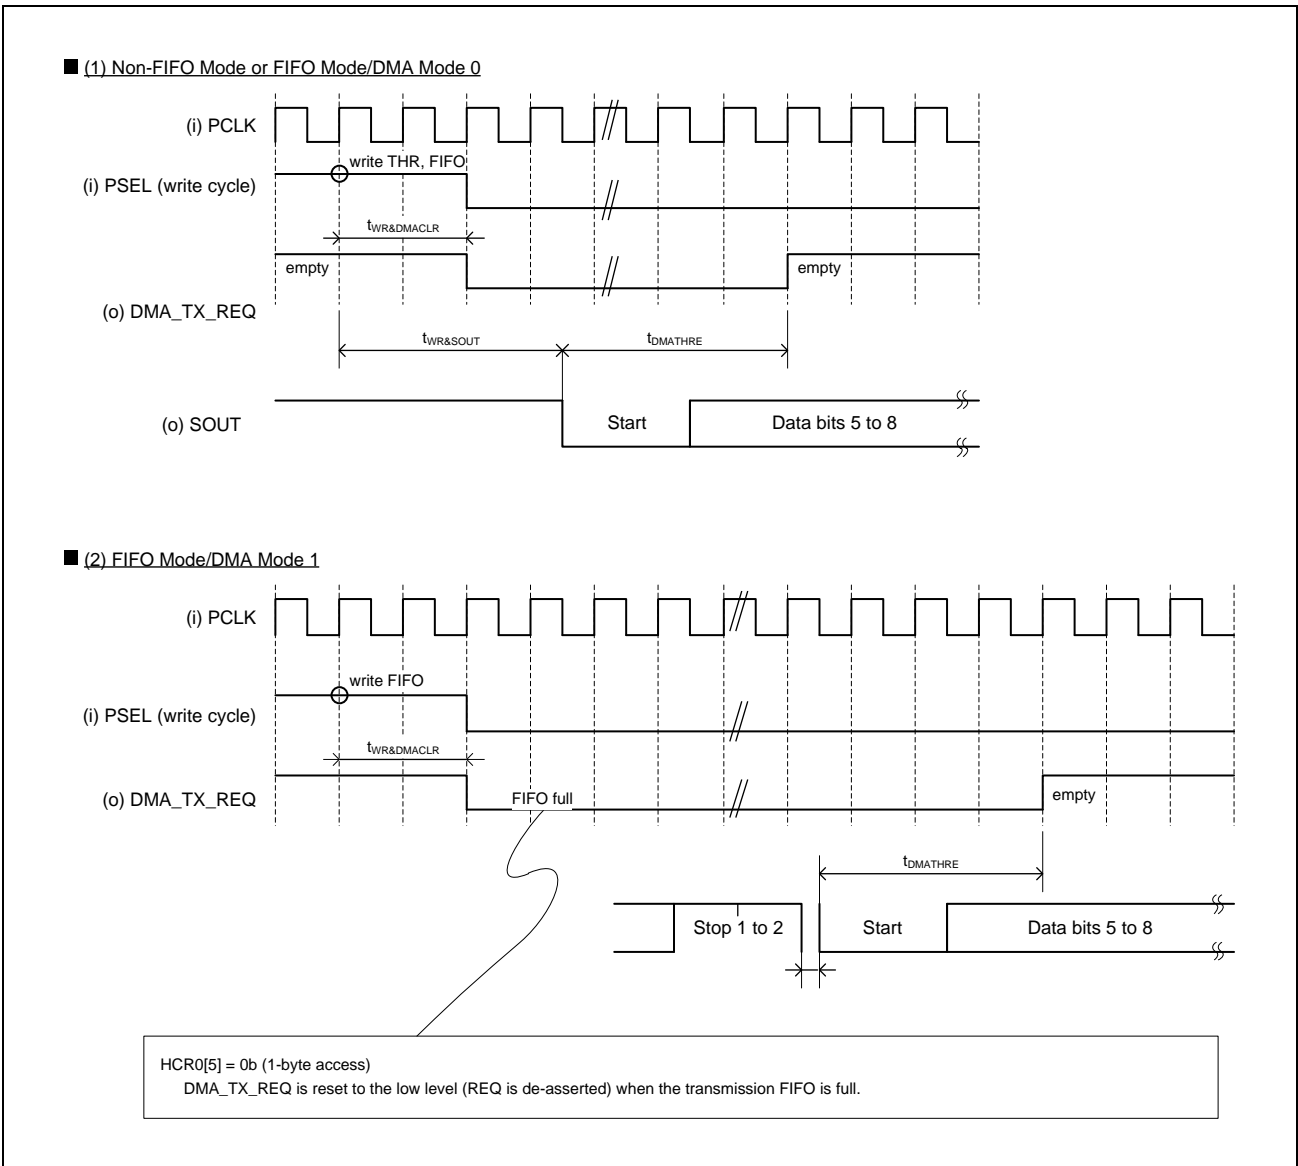 ■ (1) Non-FIFO Mode or FIFO Mode/DMA Mode 0
(i) PCLK
write THR, FIFO
(i) PSEL (write cycle)
tWR&DMACLR
empty
empty
(o) DMA_TX_REQ
tWR&SOUT
tDMATHRE
(o) SOUT
Start
Data bits 5 to 8
■ (2) FIFO Mode/DMA Mode 1
(i) PCLK
write FIFO
(i) PSEL (write cycle)
tWR&DMACLR
(o) DMA_TX_REQ
FIFO full
empty
tDMATHRE
Stop 1 to 2
Start
Data bits 5 to 8
HCR0[5] = 0b (1-byte access)
DMA_TX_REQ is reset to the low level (REQ is de-asserted) when the transmission FIFO is full.